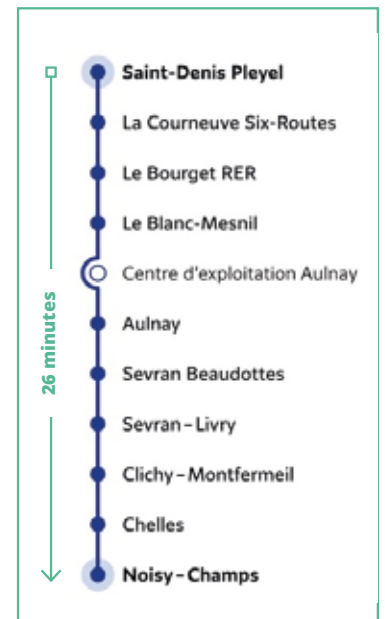 Saint-Denis Pleyel
La Courneuve Six-Routes
Le Bourget RER
Le Blanc-Mesnil
Centre d'exploitation Aulnay
Aulnay
Sevran Beaudottes
Sevran–Livry
Clichy–Montfermeil
Chelles
Noisy–Champs
26 minutes